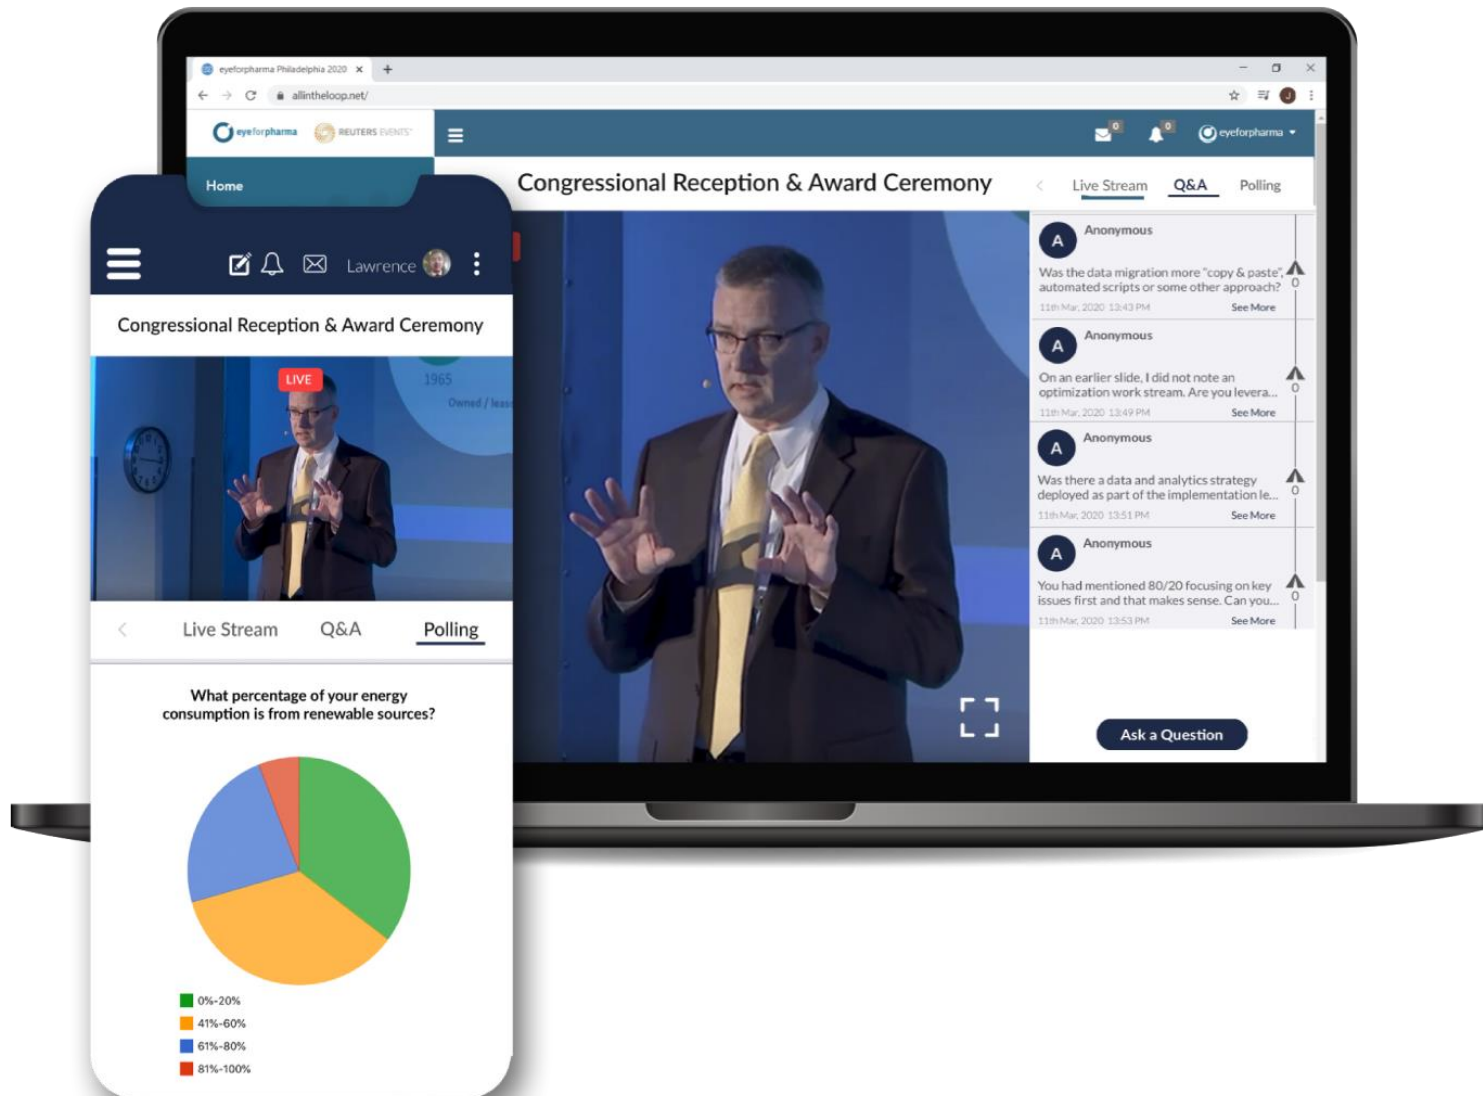 eyeforpharma Philadelphia 2020
allintheloop.net/
eyeforpharma
REUTERS EVENTS
0
0
eyeforpharma
Home
Congressional Reception & Award Ceremony
Live Stream
Q&A
Polling
A
Anonymous
Was the data migration more "copy & paste",
automated scripts or some other approach?
0
11th Mar, 2020 13:43 PM
See More
A
Anonymous
On an earlier slide, I did not note an
optimization work stream. Are you levera...
0
11th Mar, 2020 13:49 PM
See More
A
Anonymous
Was there a data and analytics strategy
deployed as part of the implementation le...
0
11th Mar, 2020 13:51 PM
See More
A
Anonymous
You had mentioned 80/20 focusing on key
issues first and that makes sense. Can you...
0
11th Mar, 2020 13:53 PM
See More
Ask a Question
J
Lawrence
Congressional Reception & Award Ceremony
LIVE
1965
Owned / leas
Live Stream
Q&A
Polling
What percentage of your energy
consumption is from renewable sources?
0%-20%
41%-60%
61%-80%
81%-100%